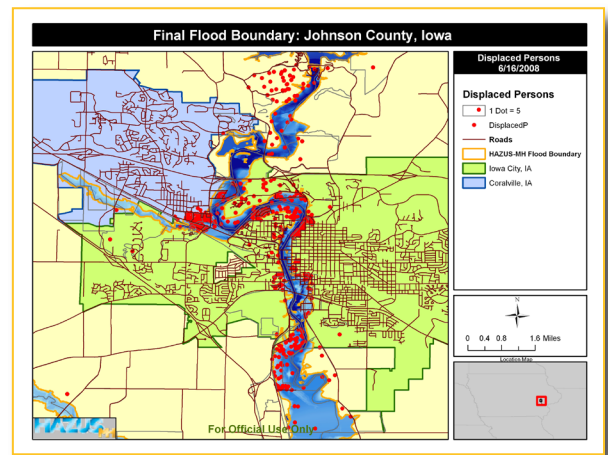 Final Flood Boundary: Johnson County, Iowa
Displaced Persons
6/16/2008
Displaced Persons
1 Dot = 5
DisplacedP
Roads
HAZUS-MH Flood Boundary
Iowa City, IA
Coralville, IA
N
0 0.4 0.8 1.6 Miles
Location Map
For Official Use Only